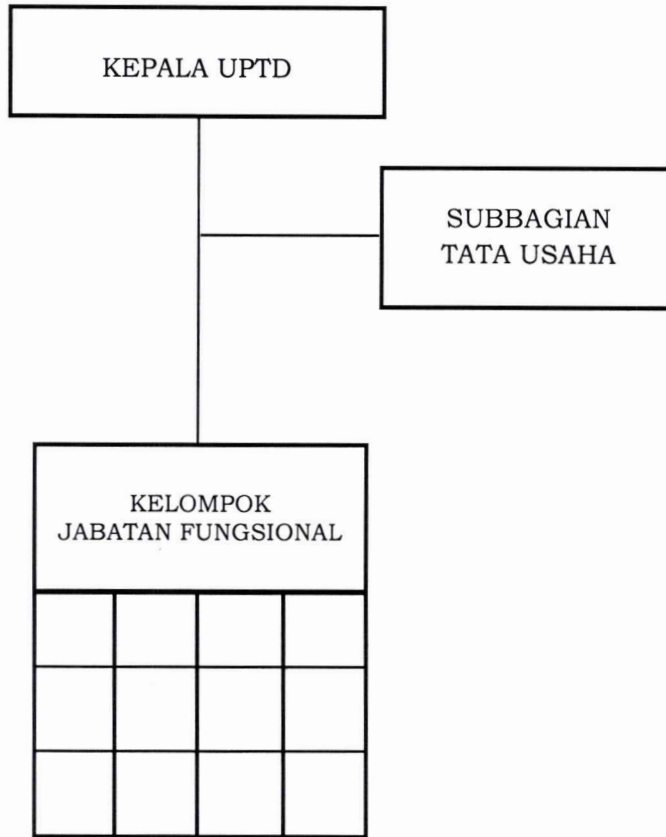 KEPALA UPTD
SUBBAGIAN
TATA USAHA
KELOMPOK
JABATAN FUNGSIONAL